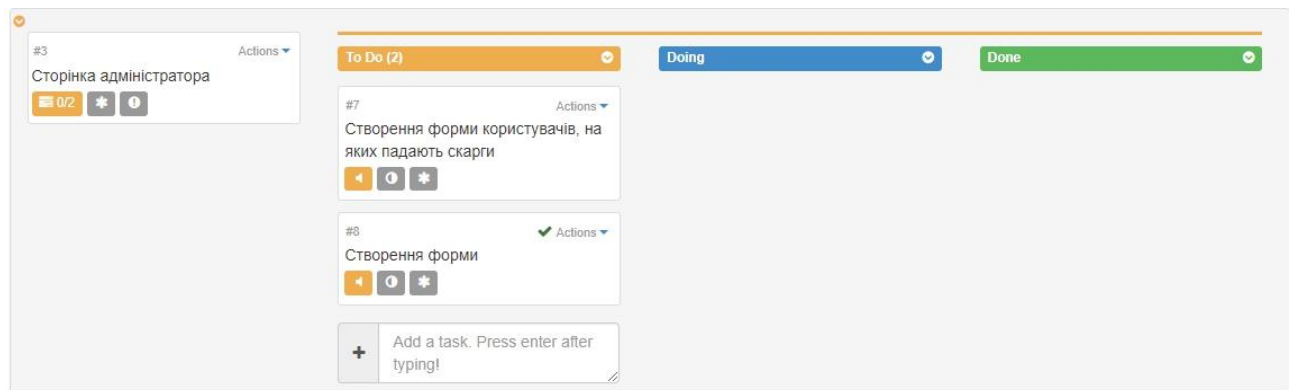 #3 Actions
Сторінка адміністратора
0/2
To Do (2)
#7 Actions
Створення форми користувачів, на
яких падають скарги
#8 Actions
Створення форми
Add a task. Press enter after
typing!
Doing
Done